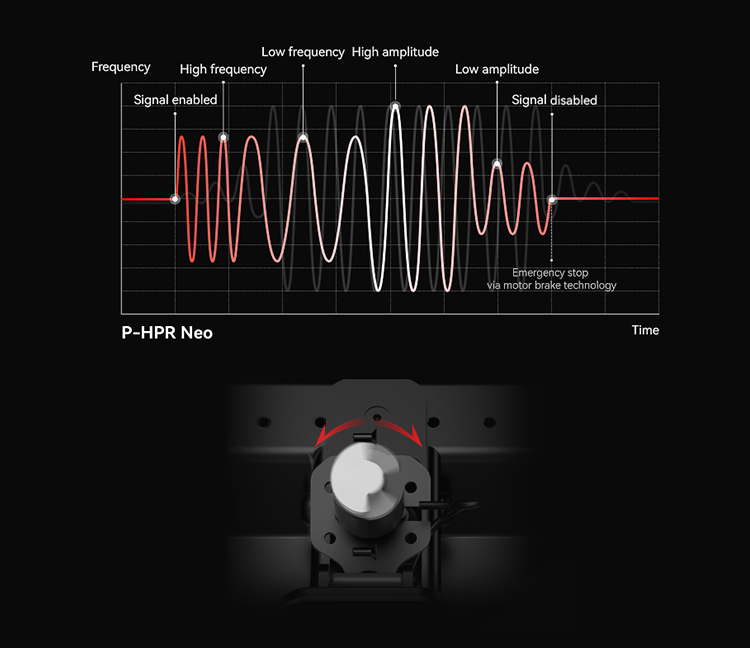 Low frequency High amplitude
Frequency High frequency Low amplitude
Signal enabled Signal disabled
Emergency stop
via motor brake technology
P-HPR Neo Time